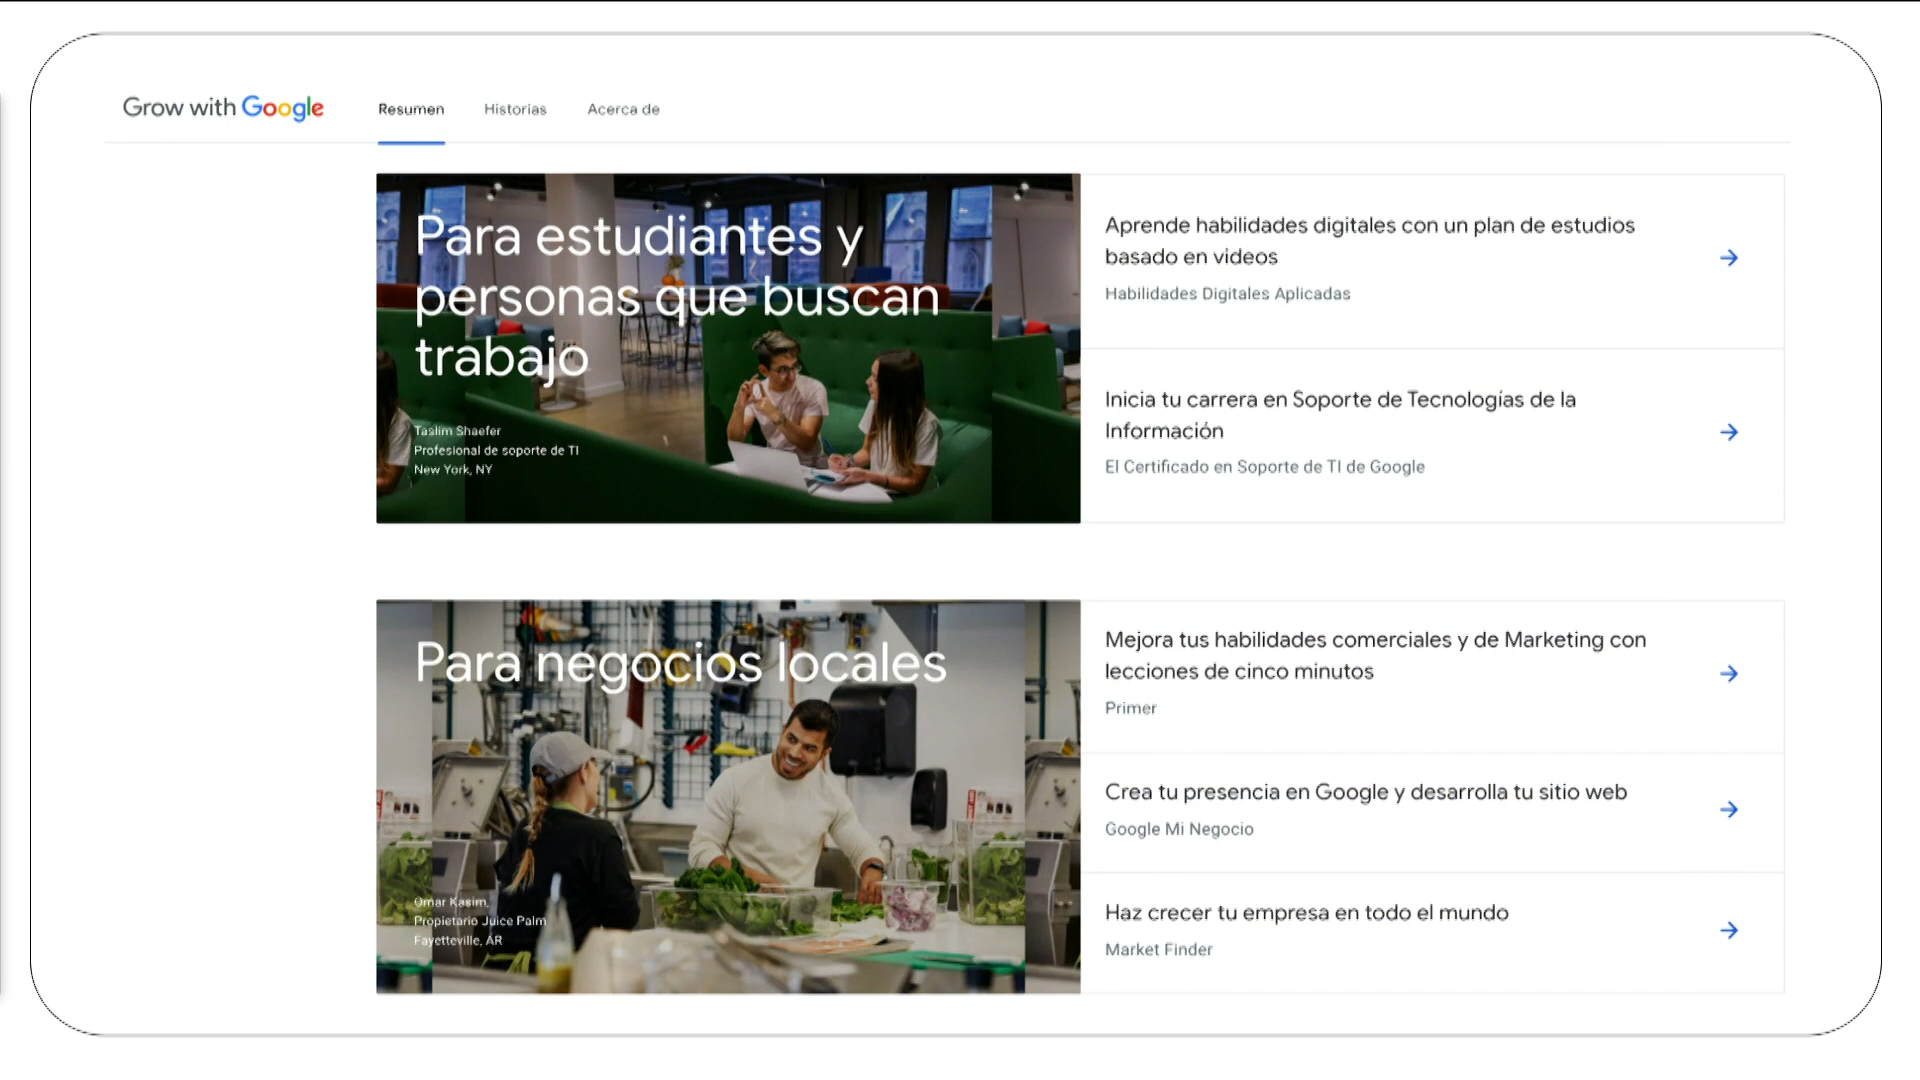 Grow with Google
Resumen
Historias
Acerca de
Para estudiantes y
personas que buscan
trabajo
Taslim Shaefer
Profesional de soporte de TI
New York, NY
Aprende habilidades digitales con un plan de estudios
basado en videos
Habilidades Digitales Aplicadas
Inicia tu carrera en Soporte de Tecnologías de la
Información
El Certificado en Soporte de TI de Google
Para negocios locales
Omar Kasim,
Propietario Juice Palm
Fayetteville, AR
Mejora tus habilidades comerciales y de Marketing con
lecciones de cinco minutos
Primer
Crea tu presencia en Google y desarrolla tu sitio web
Google Mi Negocio
Haz crecer tu empresa en todo el mundo
Market Finder